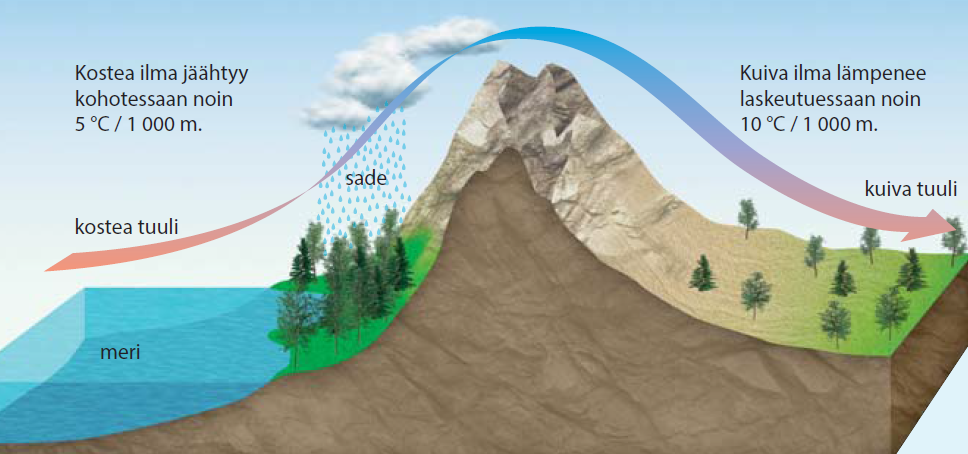 Kostea ilma jäähtyy
kohotessaan noin
5 °C / 1 000 m.
Kuiva ilma lämpenee
laskeutuessaan noin
10 °C / 1 000 m.
sade
kuiva tuuli
kostea tuuli
meri